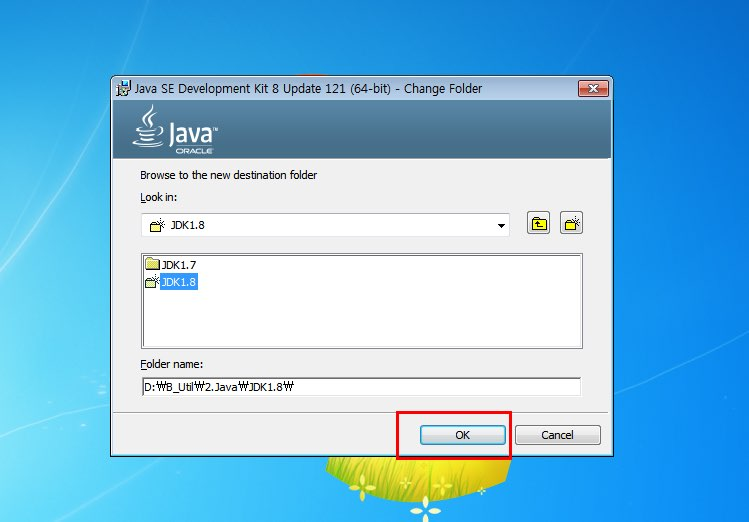 Java SE Development Kit 8 Update 121 (64-bit) - Change Folder
Java™
ORACLE
Browse to the new destination folder
Look in:
JDK1.8
JDK1.7
JDK1.8
Folder name:
D:₩B_Util₩2.Java₩JDK1.8₩
OK Cancel